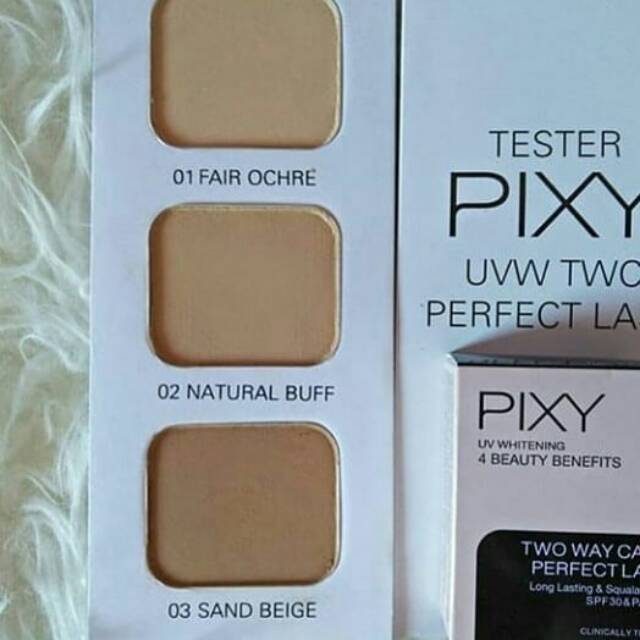 01 FAIR OCHRE
02 NATURAL BUFF
03 SAND BEIGE
TESTER
PIXY
UVW TWO
PERFECT LA
PIXY
UV WHITENING
4 BEAUTY BENEFITS
TWO WAY CA
PERFECT LA
Long Lasting & Squala
SPF30&PA
CLINICALLY T